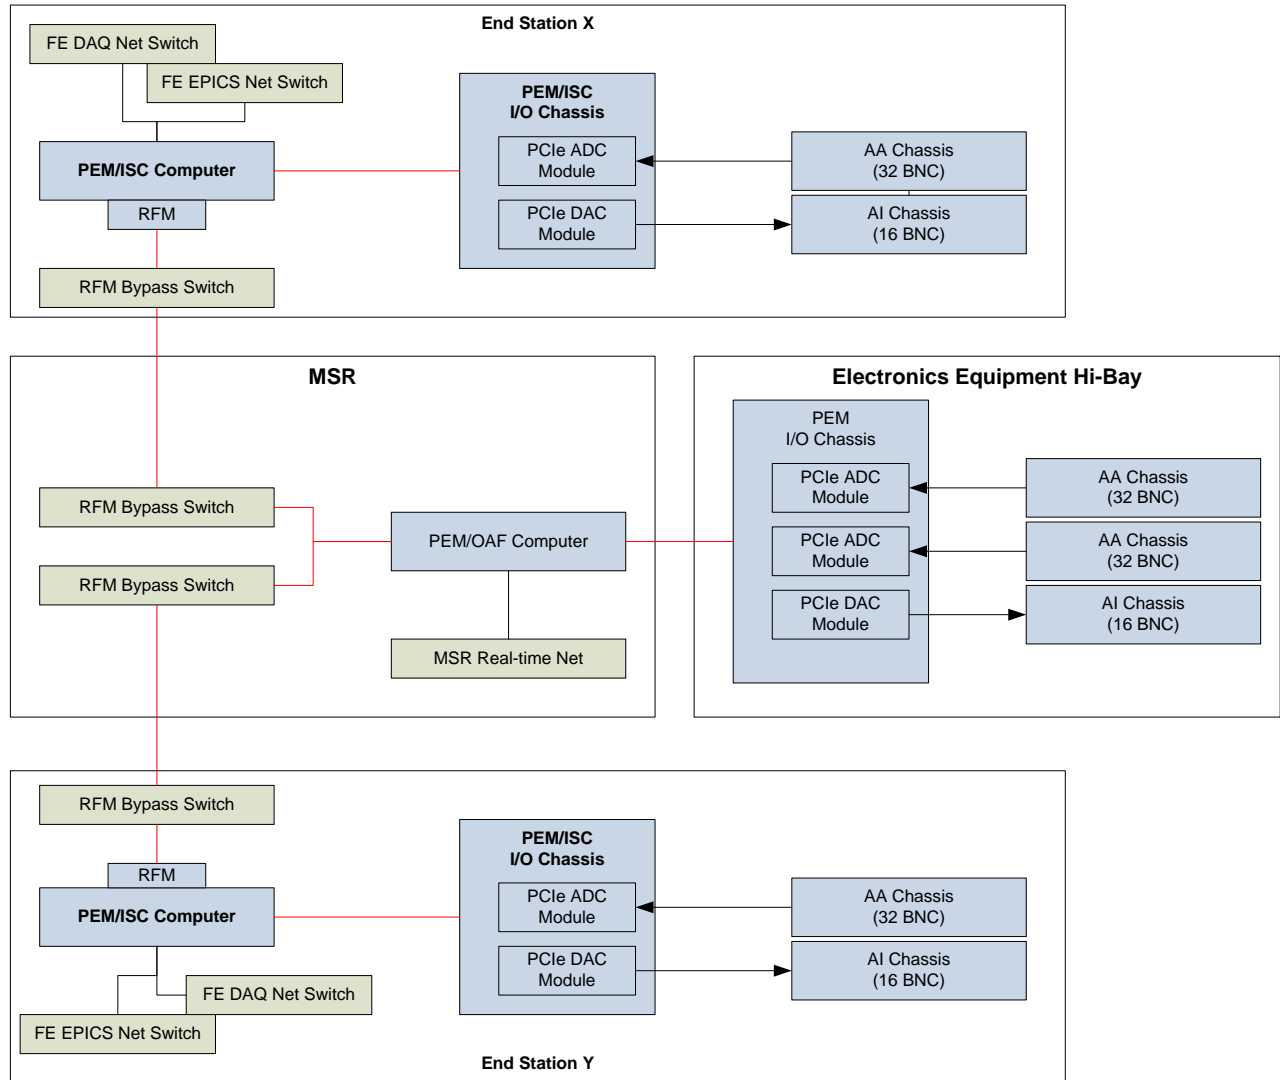 End Station X
FE DAQ Net Switch
FE EPICS Net Switch
PEM/ISC Computer
RFM
RFM Bypass Switch
PEM/ISC
I/O Chassis
PCIe ADC
Module
PCIe DAC
Module
AA Chassis
(32 BNC)
AI Chassis
(16 BNC)
MSR
RFM Bypass Switch
RFM Bypass Switch
PEM/OAF Computer
MSR Real-time Net
Electronics Equipment Hi-Bay
PEM
I/O Chassis
PCIe ADC
Module
PCIe ADC
Module
PCIe DAC
Module
AA Chassis
(32 BNC)
AA Chassis
(32 BNC)
AI Chassis
(16 BNC)
RFM Bypass Switch
RFM
PEM/ISC Computer
FE DAQ Net Switch
FE EPICS Net Switch
PEM/ISC
I/O Chassis
PCIe ADC
Module
PCIe DAC
Module
AA Chassis
(32 BNC)
AI Chassis
(16 BNC)
End Station Y